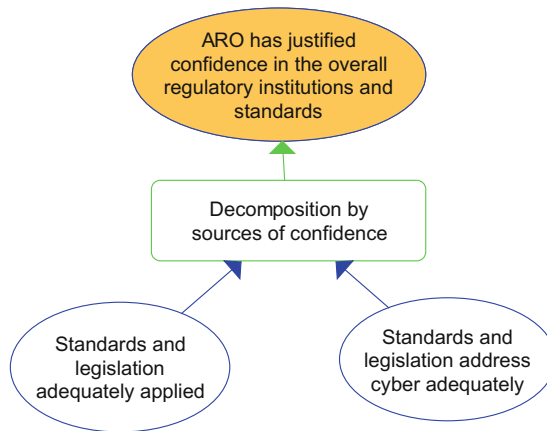 ARO has justified
confidence in the overall
regulatory institutions and
standards
Decomposition by
sources of confidence
Standards and
legislation
adequately applied
Standards and
legislation address
cyber adequately